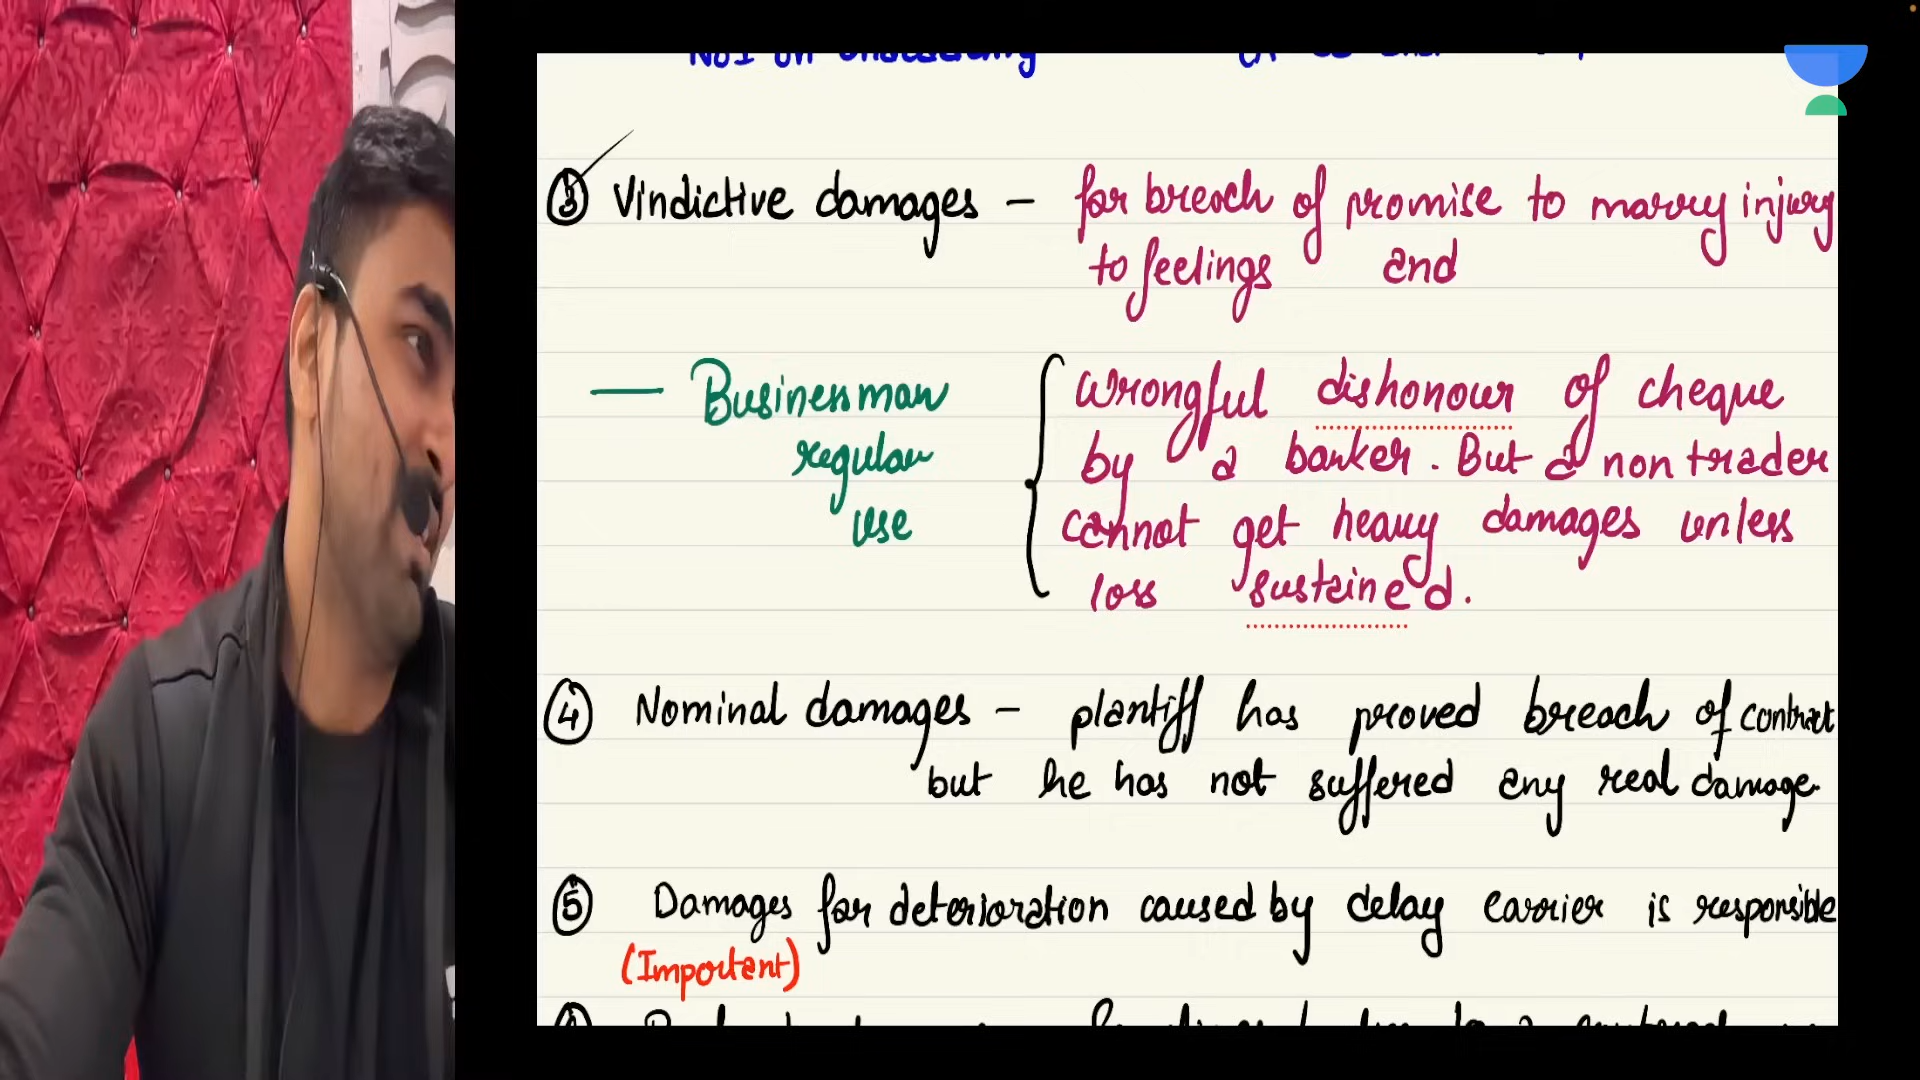 ③ Vindictive damages - for breach of promise to marry injury
to feelings and
— Businessman
regular
use
wrongful dishonour of cheque
by a banker. But a non trader
cannot get heavy damages unless
loss sustained.
④ Nominal damages - plantiff has proved breach of contract
but he has not suffered any real damage
⑤ Damages for deterioration caused by delay carrier is responsible
(Important)